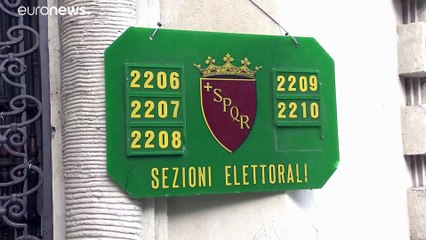 euronews.
2206
2207
2208
SPQR
2209
2210
SEZIONI ELETTORALI